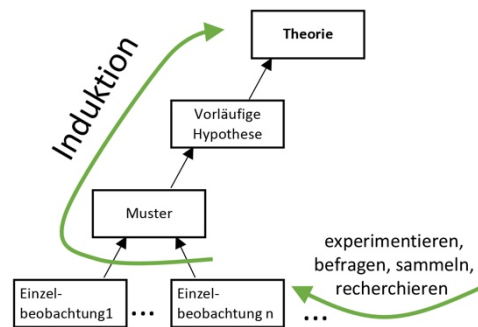 Theorie
Induktion
Vorläufige
Hypothese
Muster
experimentieren,
befragen, sammeln,
recherchieren
Einzel-
beobachtung1
...
Einzel-
beobachtung n
...